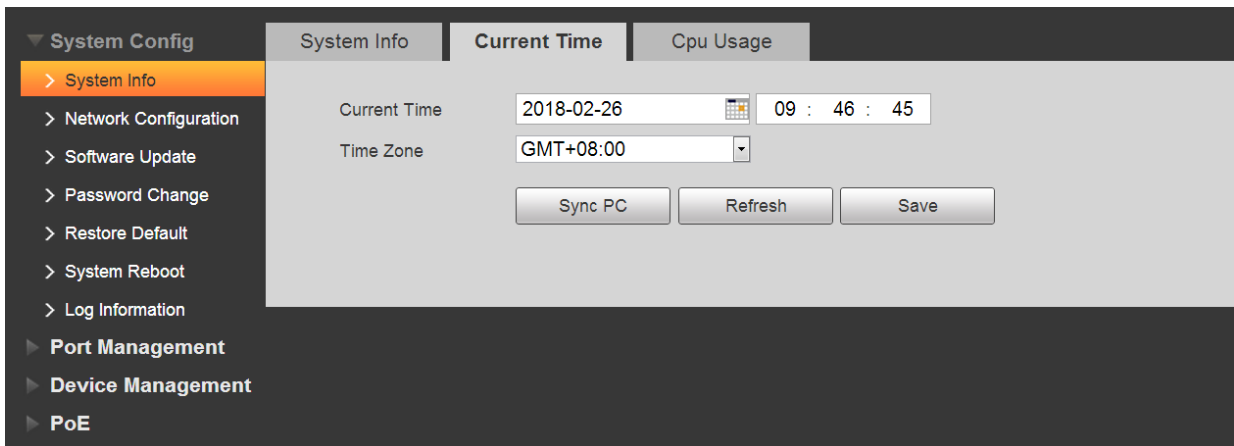 System Config
System Info
Network Configuration
Software Update
Password Change
Restore Default
System Reboot
Log Information
Port Management
Device Management
PoE
System Info Current Time Cpu Usage
Current Time 2018-02-26 09 : 46 : 45
Time Zone GMT+08:00
Sync PC Refresh Save